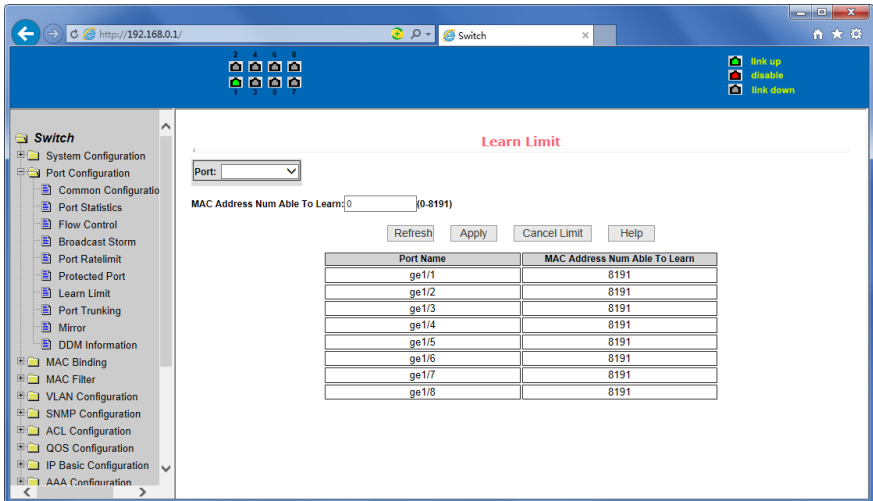 http://192.168.0.1/
Switch
2 4 6 8
1 3 5 7
link up
disable
link down
Switch
System Configuration
Port Configuration
Common Configuratio
Port Statistics
Flow Control
Broadcast Storm
Port Ratelimit
Protected Port
Learn Limit
Port Trunking
Mirror
DDM Information
MAC Binding
MAC Filter
VLAN Configuration
SNMP Configuration
ACL Configuration
QOS Configuration
IP Basic Configuration
AAA Configuration
Learn Limit
Port:
MAC Address Num Able To Learn: 0 (0-8191)
Refresh Apply Cancel Limit Help
Port Name MAC Address Num Able To Learn
ge1/1 8191
ge1/2 8191
ge1/3 8191
ge1/4 8191
ge1/5 8191
ge1/6 8191
ge1/7 8191
ge1/8 8191